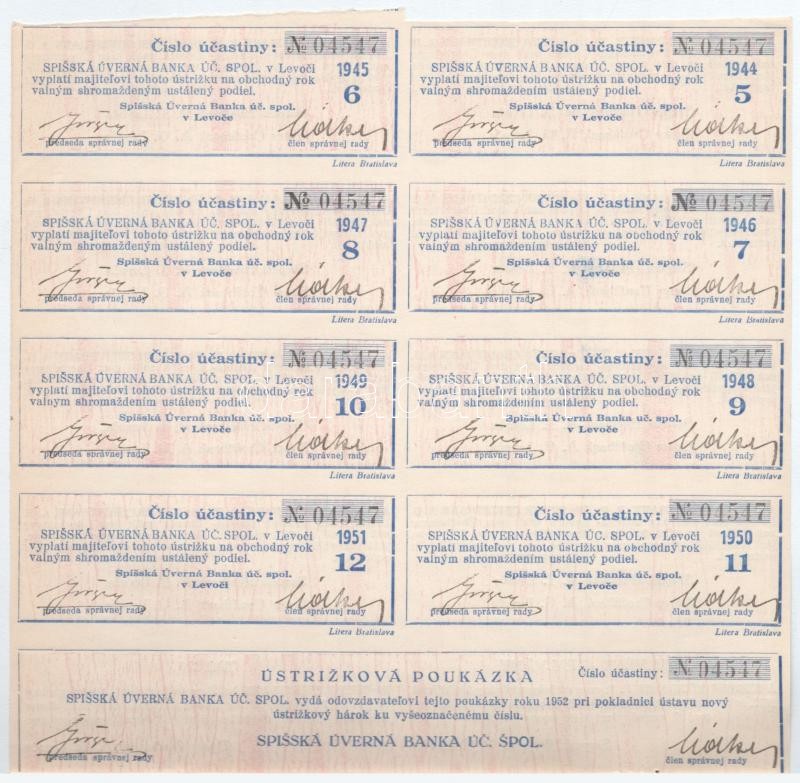 Číslo účastiny: № 04547
SPIŠSKÁ ÚVERNÁ BANKA ÚČ. SPOL. v Levoči 1945
vyplatí majiteľovi tohoto ústrižku na obchodný rok
valným shromaždením ustálený podiel. 6
Spišská Úverná Banka úč. spol.
v Levoče
predseda správnej rady člen správnej rady
Litera Bratislava
Číslo účastiny: № 04547
SPIŠSKÁ ÚVERNÁ BANKA ÚČ. SPOL. v Levoči 1944
vyplatí majiteľovi tohoto ústrižku na obchodný rok
valným shromaždením ustálený podiel. 5
Spišská Úverná Banka úč. spol.
v Levoče
predseda správnej rady člen správnej rady
Litera Bratislava
Číslo účastiny: № 04547
SPIŠSKÁ ÚVERNÁ BANKA ÚČ. SPOL. v Levoči 1947
vyplatí majiteľovi tohoto ústrižku na obchodný rok
valným shromaždeným ustálený podiel. 8
Spišská Úverná Banka úč. spol.
v Levoče
predseda správnej rady člen správnej rady
Litera Bratislava
Číslo účastiny: № 04547
SPIŠSKÁ ÚVERNÁ BANKA ÚČ. SPOL. v Levoči 1946
vyplatí majiteľovi tohoto ústrižku na obchodný rok
valným shromaždením ustálený podiel. 7
Spišská Úverná Banka úč. spol.
v Levoče
predseda správnej rady člen správnej rady
Litera Bratislava
Číslo účastiny: № 04547
SPIŠSKÁ ÚVERNÁ BANKA ÚČ. SPOL. v Levoči 1949
vyplatí majiteľovi tohoto ústrižku na obchodný rok
valným shromaždením ustálený podiel. 10
Spišská Úverná Banka úč. spol.
v Levoče
predseda správnej rady člen správnej rady
Litera Bratislava
Číslo účastiny: № 04547
SPIŠSKÁ ÚVERNÁ BANKA ÚČ. SPOL. v Levoči 1948
vyplatí majiteľovi tohoto ústrižku na obchodný rok
valným shromaždením ustálený podiel. 9
Spišská Úverná Banka uč. spol.
v Levoče
predseda správnej rady člen správnej rady
Litera Bratislava
Číslo účastiny: № 04547
SPIŠSKÁ ÚVERNÁ BANKA ÚČ. SPOL. v Levoči 1951
vyplatí majiteľovi tohoto ústrižku na obchodný rok
valným shromaždením ustálený podiel. 12
Spišská Úverná Banka úč. spol.
v Levoči
predseda správnej rady člen správnej rady
Litera Bratislava
Číslo účastiny: № 04547
SPIŠSKÁ ÚVERNÁ BANKA ÚČ. SPOL. v Levoči 1950
vyplatí majiteľovi tohoto ústrižku na obchodný rok
valným shromaždením ustálený podiel. 11
Spišská Úverná Banka úč. spol.
v Levoče
predseda správnej rady člen správnej rady
Litera Bratislava
ÚSTRIŽKOVÁ POUKÁZKA Číslo účastiny: № 04547
SPIŠSKÁ ÚVERNÁ BANKA ÚČ. SPOL. vydá odovzdavateľovi tejto poukázky roku 1952 pri pokladnici ústavu nový
ústrižkový hárok ku vyšeoznačenému číslu.
SPIŠSKÁ ÚVERNÁ BANKA ÚČ. ŠPOL.
predseda správnej rady člen správnej rady